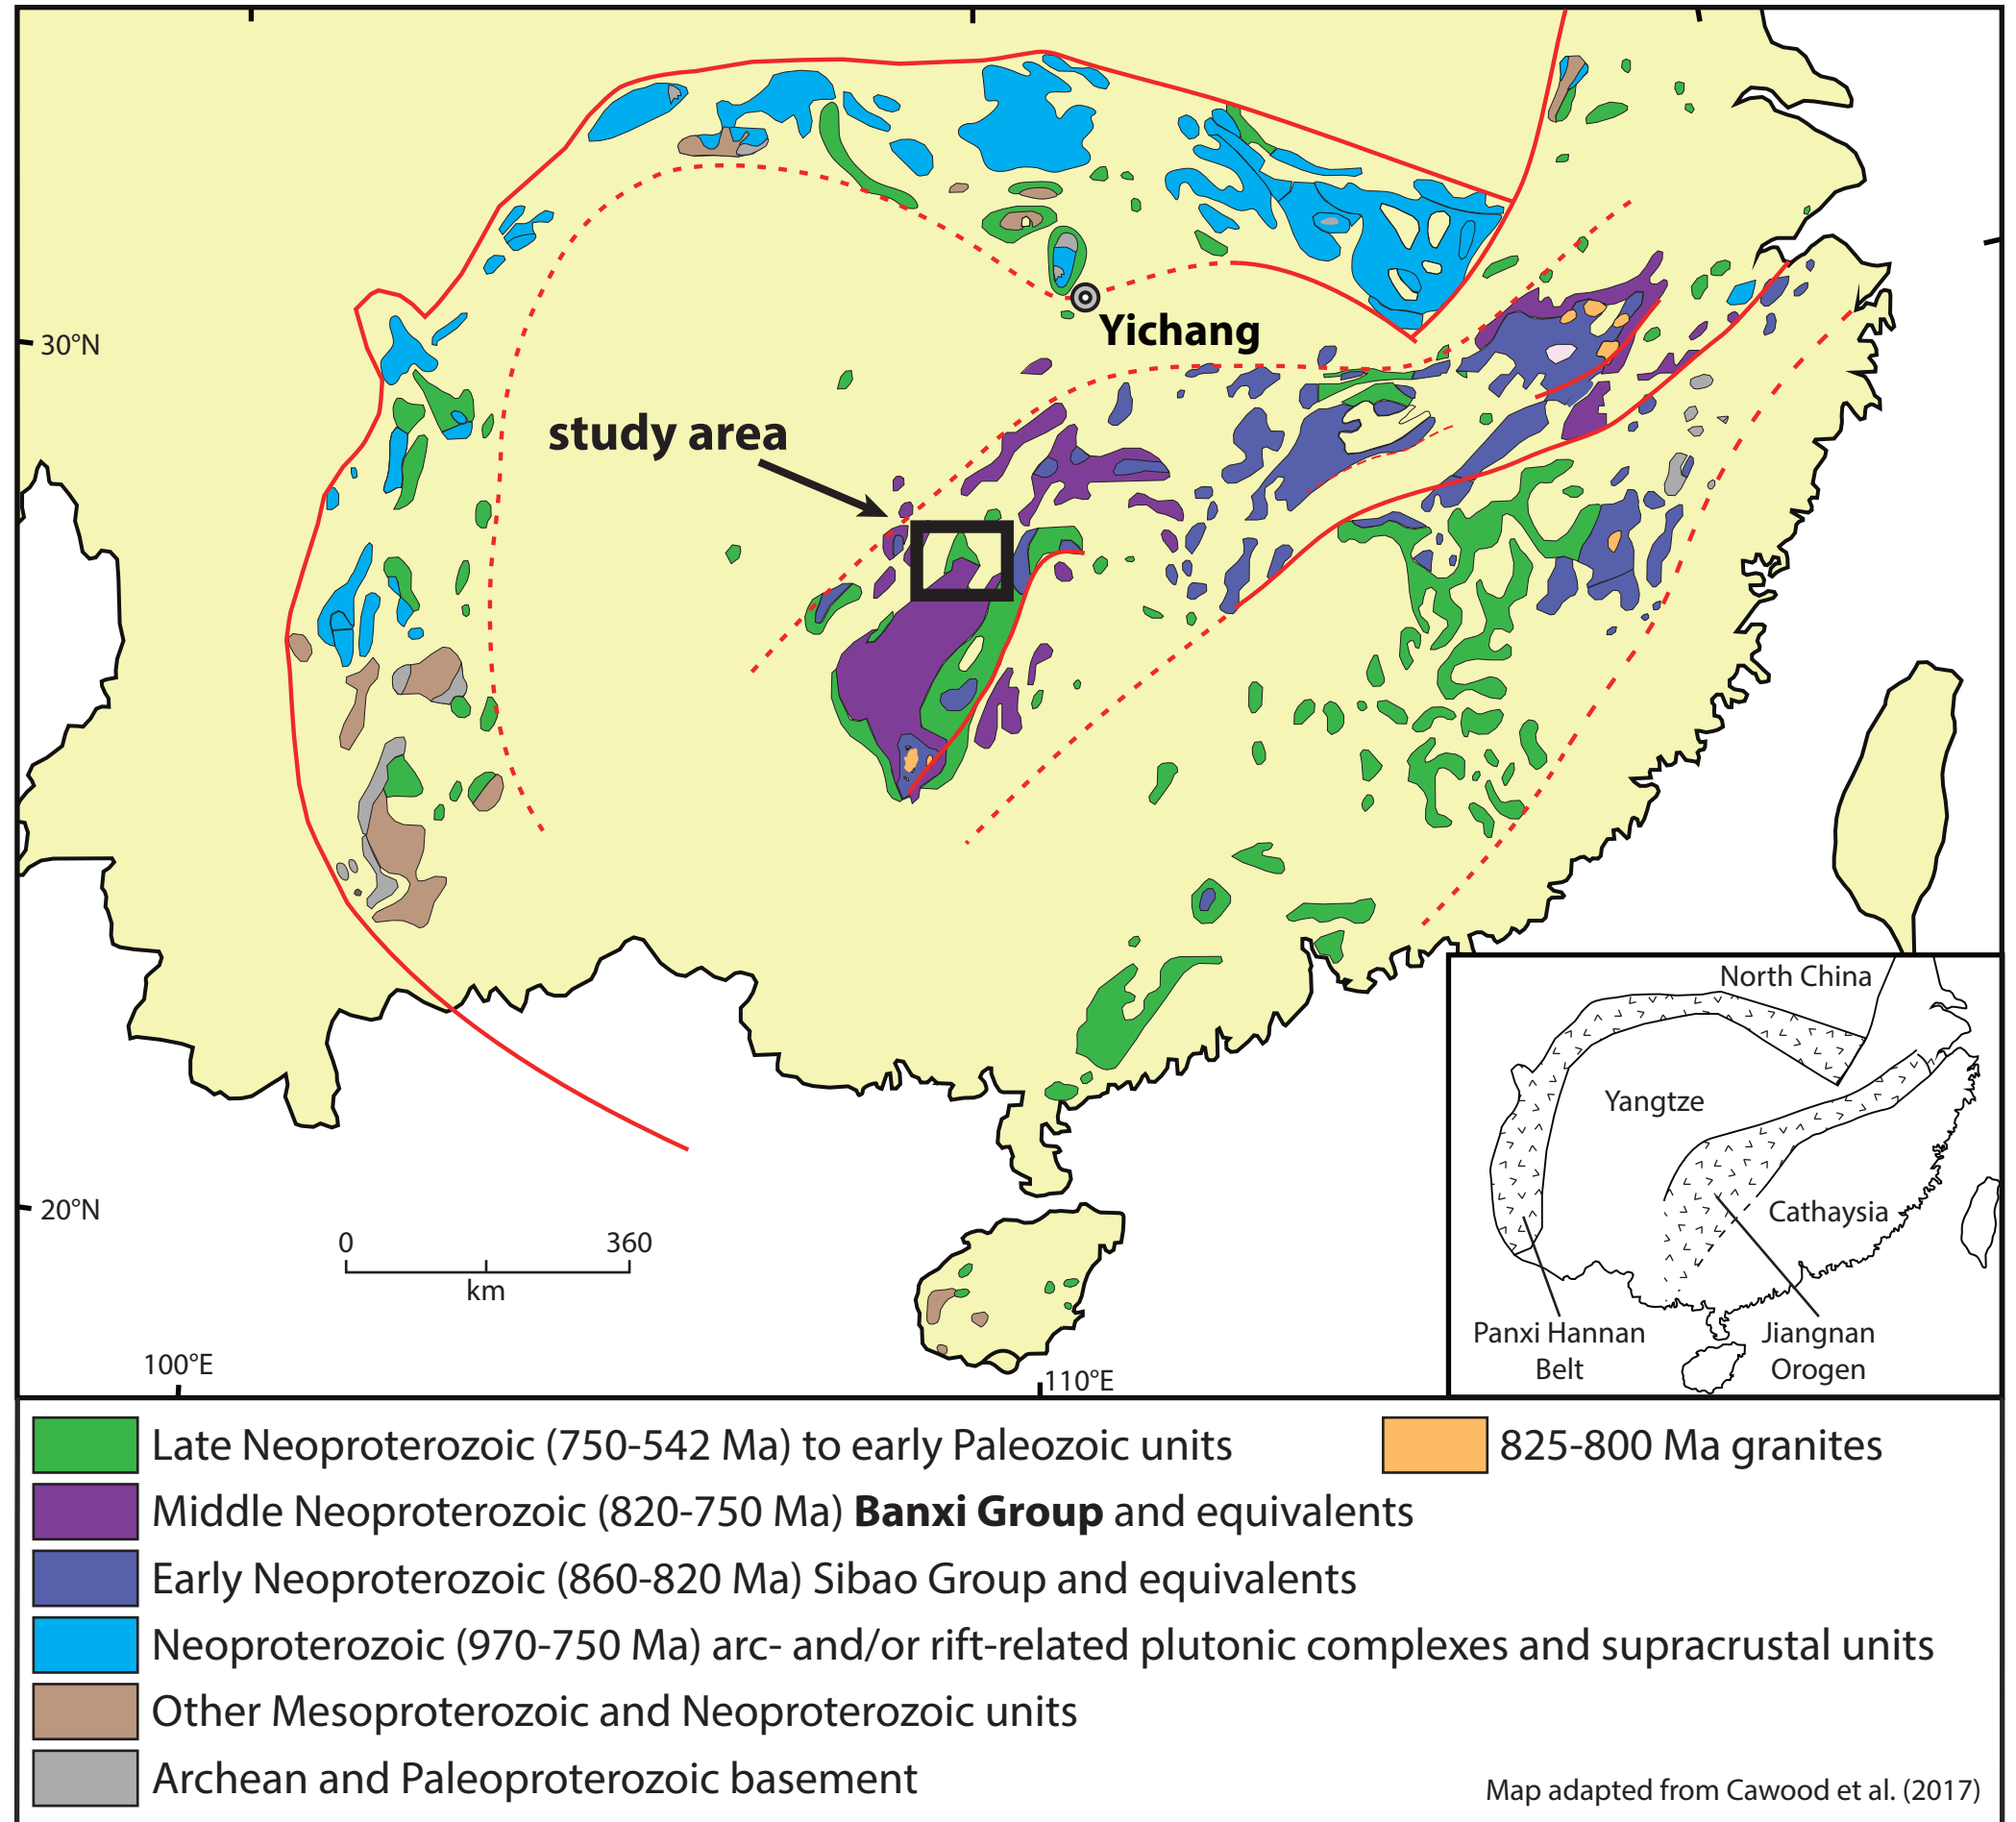 30°N
Yichang
study area
20°N
0 360
km
100°E
110°E
North China
Yangtze
Cathaysia
Panxi Hannan
Belt
Jiangnan
Orogen
Late Neoproterozoic (750-542 Ma) to early Paleozoic units
825-800 Ma granites
Middle Neoproterozoic (820-750 Ma) Banxi Group and equivalents
Early Neoproterozoic (860-820 Ma) Sibao Group and equivalents
Neoproterozoic (970-750 Ma) arc- and/or rift-related plutonic complexes and supracrustal units
Other Mesoproterozoic and Neoproterozoic units
Archean and Paleoproterozoic basement
Map adapted from Cawood et al. (2017)